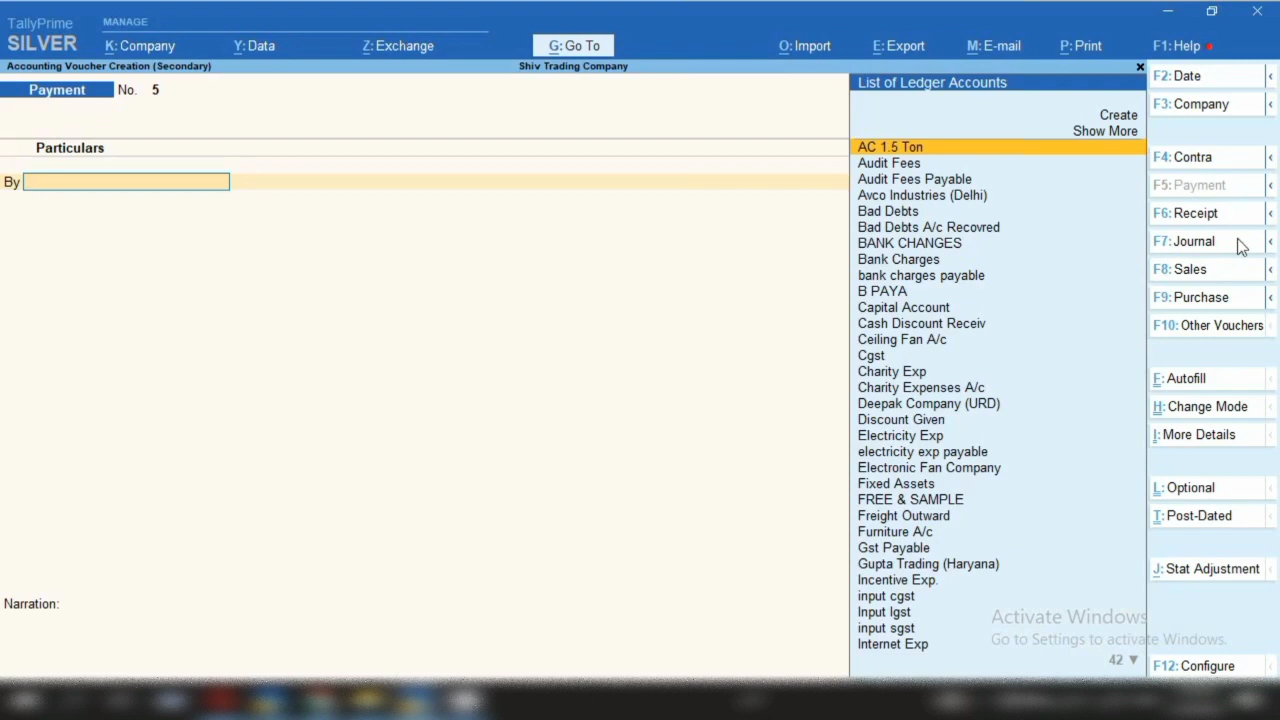 TallyPrime
SILVER
MANAGE
K: Company
Y: Data
Z: Exchange
G: Go To
O: Import
E: Export
M: E-mail
P: Print
F1: Help
Accounting Voucher Creation (Secondary)
Shiv Trading Company
Payment
No. 5
Particulars
By
Narration:
List of Ledger Accounts
Create
Show More
AC 1.5 Ton
Audit Fees
Audit Fees Payable
Avco Industries (Delhi)
Bad Debts
Bad Debts A/c Recovred
BANK CHANGES
Bank Charges
bank charges payable
B PAYA
Capital Account
Cash Discount Receiv
Ceiling Fan A/c
Cgst
Charity Exp
Charity Expenses A/c
Deepak Company (URD)
Discount Given
Electricity Exp
electricity exp payable
Electronic Fan Company
Fixed Assets
FREE & SAMPLE
Freight Outward
Furniture A/c
Gst Payable
Gupta Trading (Haryana)
Incentive Exp.
input cgst
Input Igst
input sgst
Internet Exp
42 ▼
F2: Date
F3: Company
F4: Contra
F5: Payment
F6: Receipt
F7: Journal
F8: Sales
F9: Purchase
F10: Other Vouchers
F: Autofill
H: Change Mode
I: More Details
L: Optional
T: Post-Dated
J: Stat Adjustment
Activate Windows
Go to Settings to activate Windows.
F12: Configure